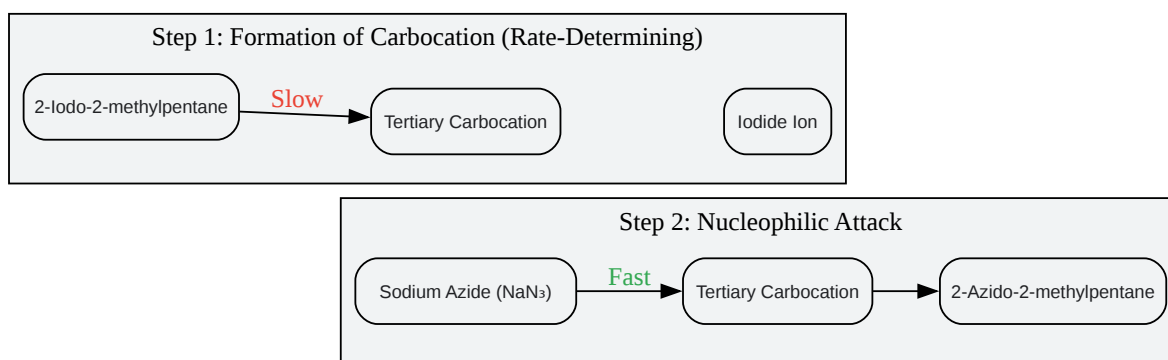 Step 1: Formation of Carbocation (Rate-Determining)
2-Iodo-2-methylpentane
Slow
Tertiary Carbocation
Iodide Ion
Step 2: Nucleophilic Attack
Sodium Azide (NaN₃)
Fast
Tertiary Carbocation
2-Azido-2-methylpentane